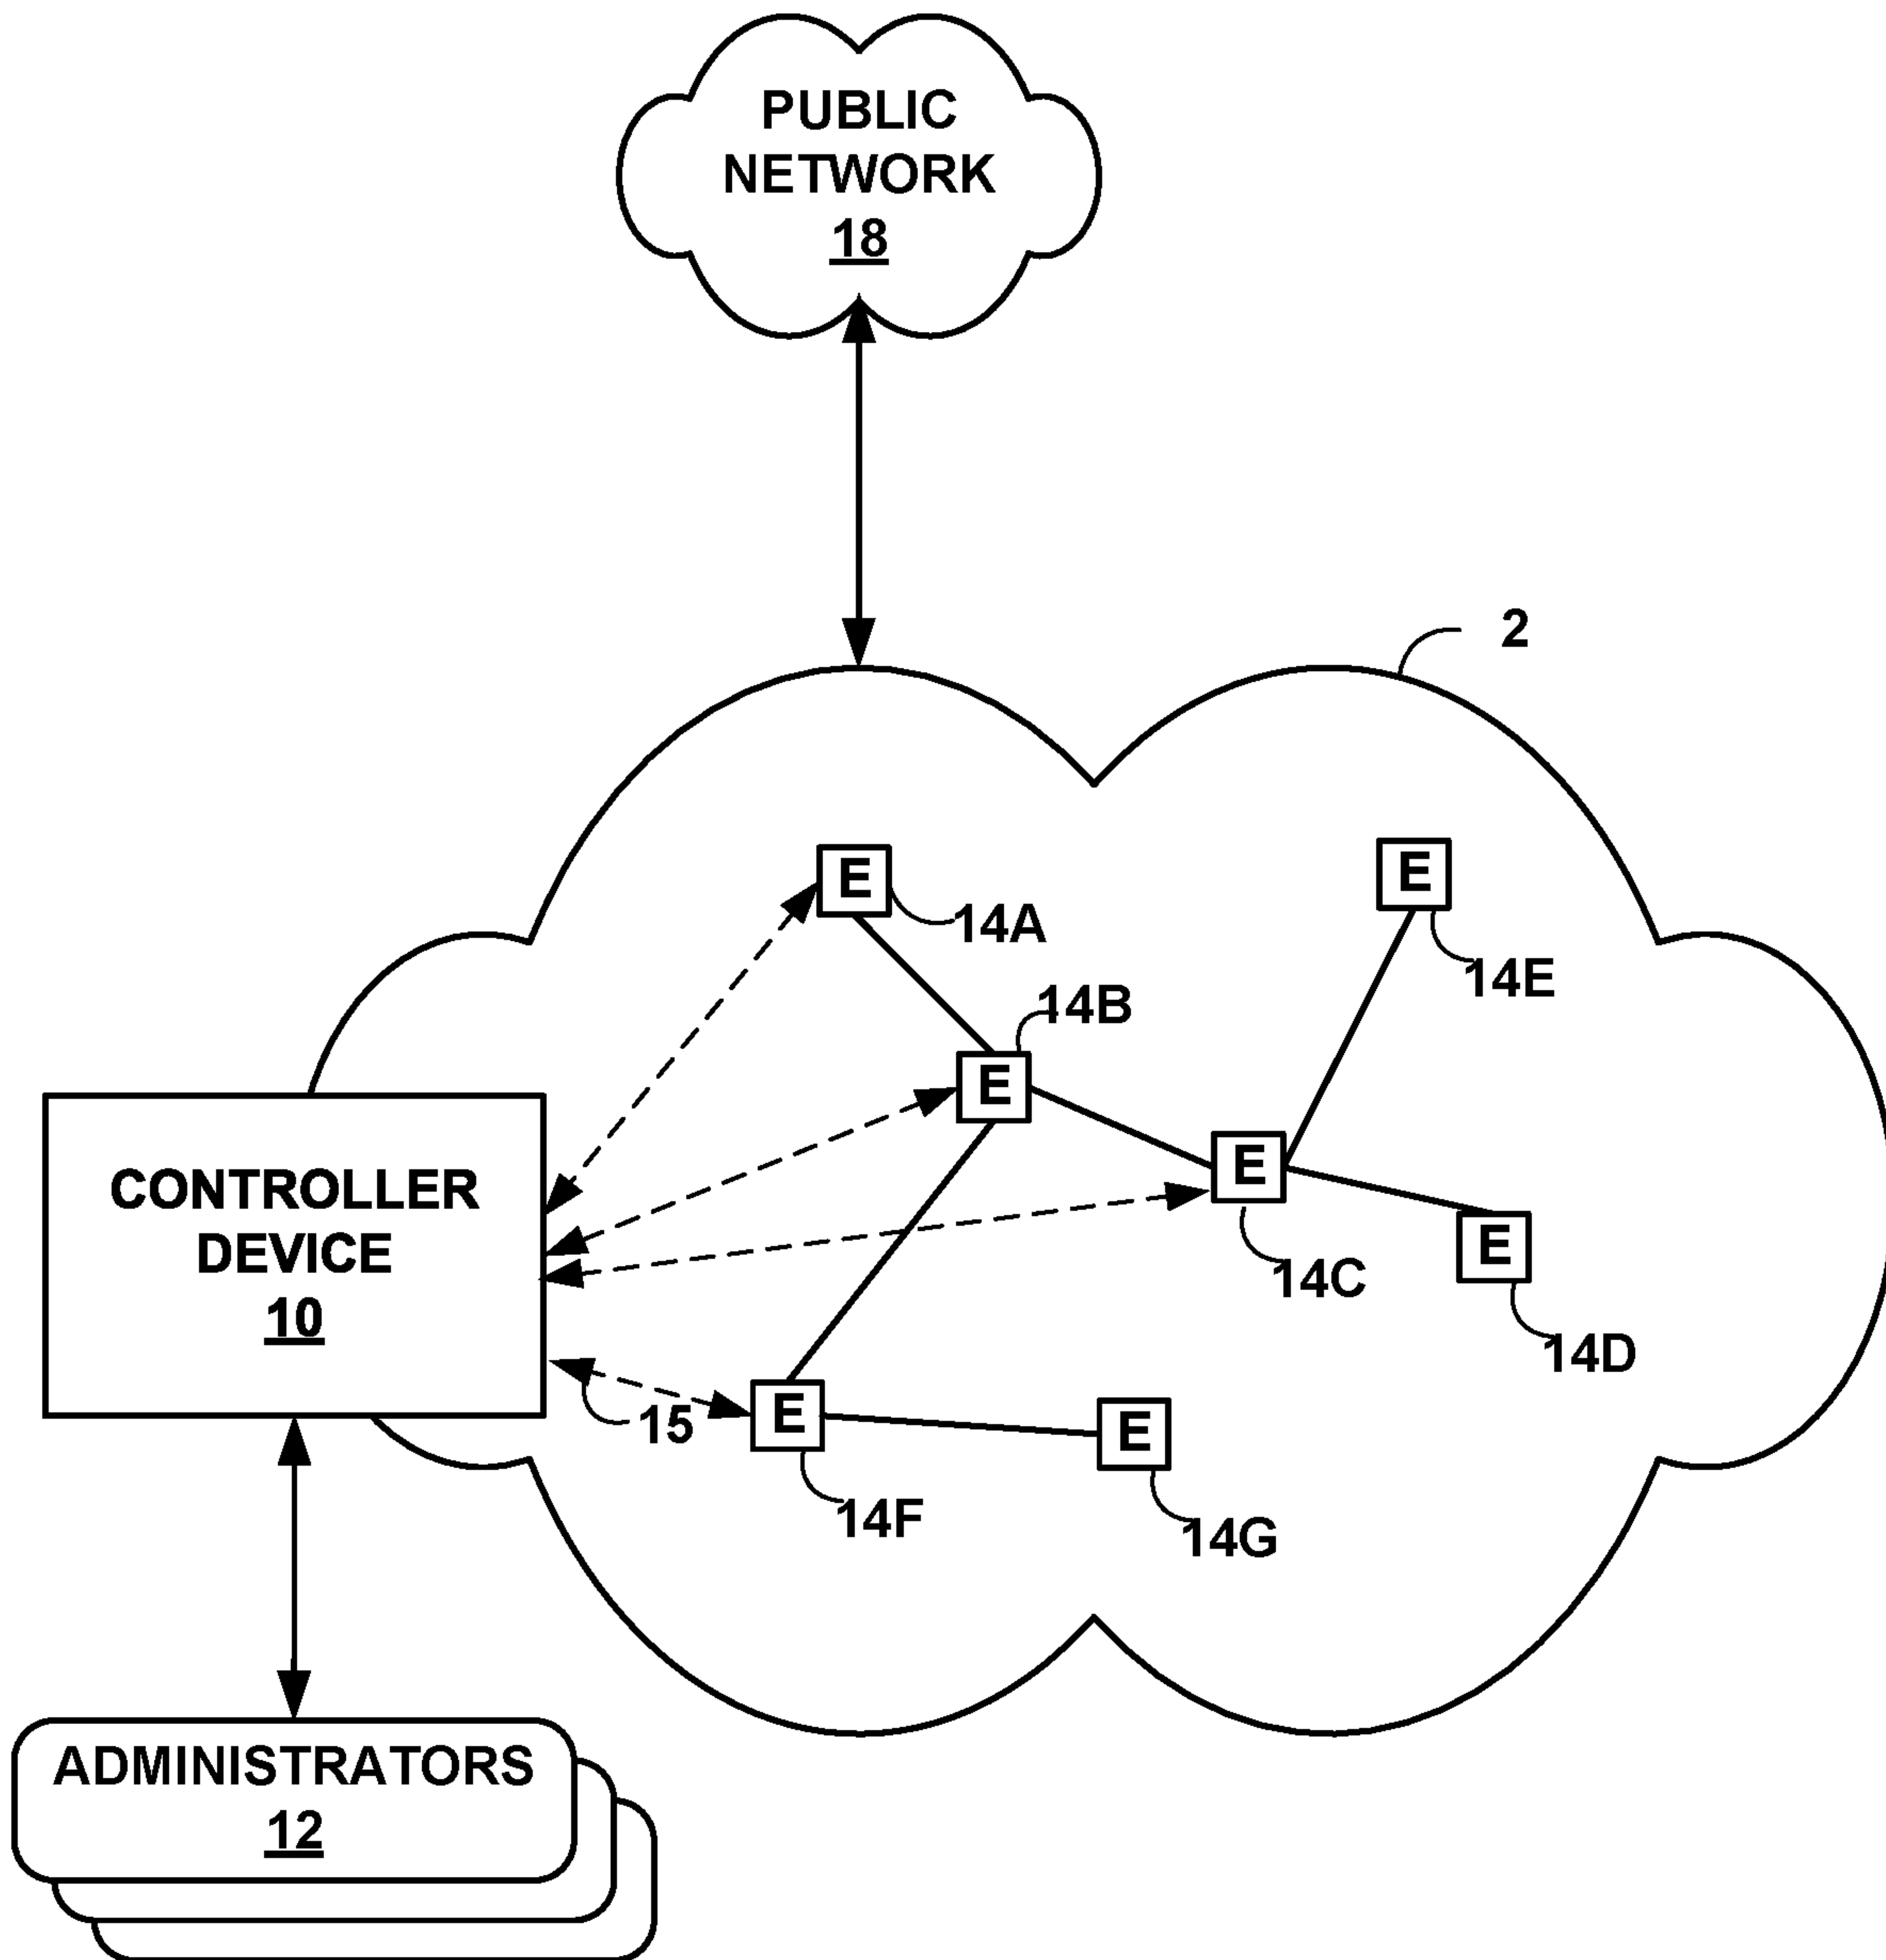 PUBLIC
NETWORK
18
2
E
14A
E
14E
14B
E
E
14C
E
14D
CONTROLLER
DEVICE
10
15
E
14F
E
14G
ADMINISTRATORS
12